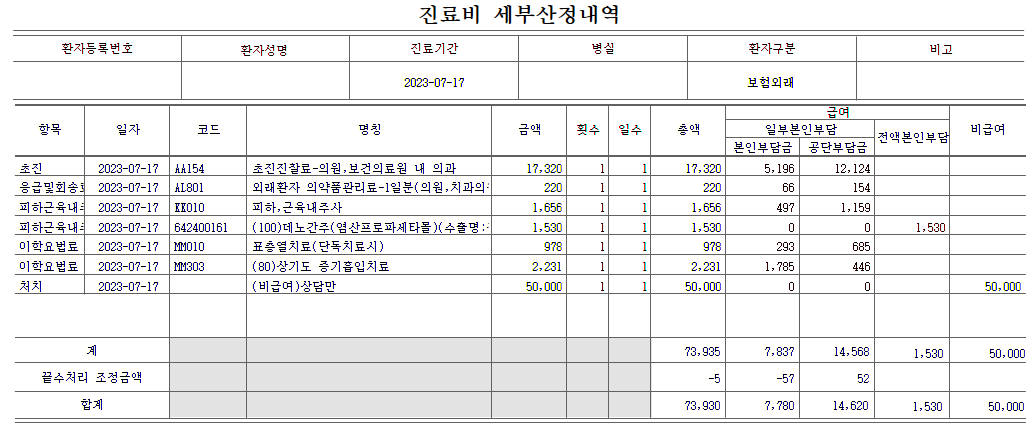 진료비 세부산정내역
환자등록번호 환자성명 진료기간 병실 환자구분 비고
2023-07-17 보험외래
급여
항목 일자 코드 명칭 금액 횟수 일수 총액 일부본인부담 전액본인부담 비급여
본인부담금 공단부담금
초진 2023-07-17 AA154 초진진찰료-의원,보건의료원 내 의과 17,320 1 1 17,320 5,196 12,124
응급및회송료 2023-07-17 AL801 외래환자 의약품관리료-1일분(의원,치과의 220 1 1 220 66 154
피하근육내주 2023-07-17 KK010 피하,근육내주사 1,656 1 1 1,656 497 1,159
피하근육내주 2023-07-17 642400161 (100)데노간주(염산프로파세타몰)(수출명: 1,530 1 1 1,530 0 0 1,530
이학요법료 2023-07-17 MM010 표층열치료(단독치료시) 978 1 1 978 293 685
이학요법료 2023-07-17 MM303 (80)상기도 증기흡입치료 2,231 1 1 2,231 1,785 446
처치 2023-07-17 (비급여)상담만 50,000 1 1 50,000 0 0 50,000
계 73,935 7,837 14,568 1,530 50,000
끝수처리 조정금액 -5 -57 52
합계 73,930 7,780 14,620 1,530 50,000